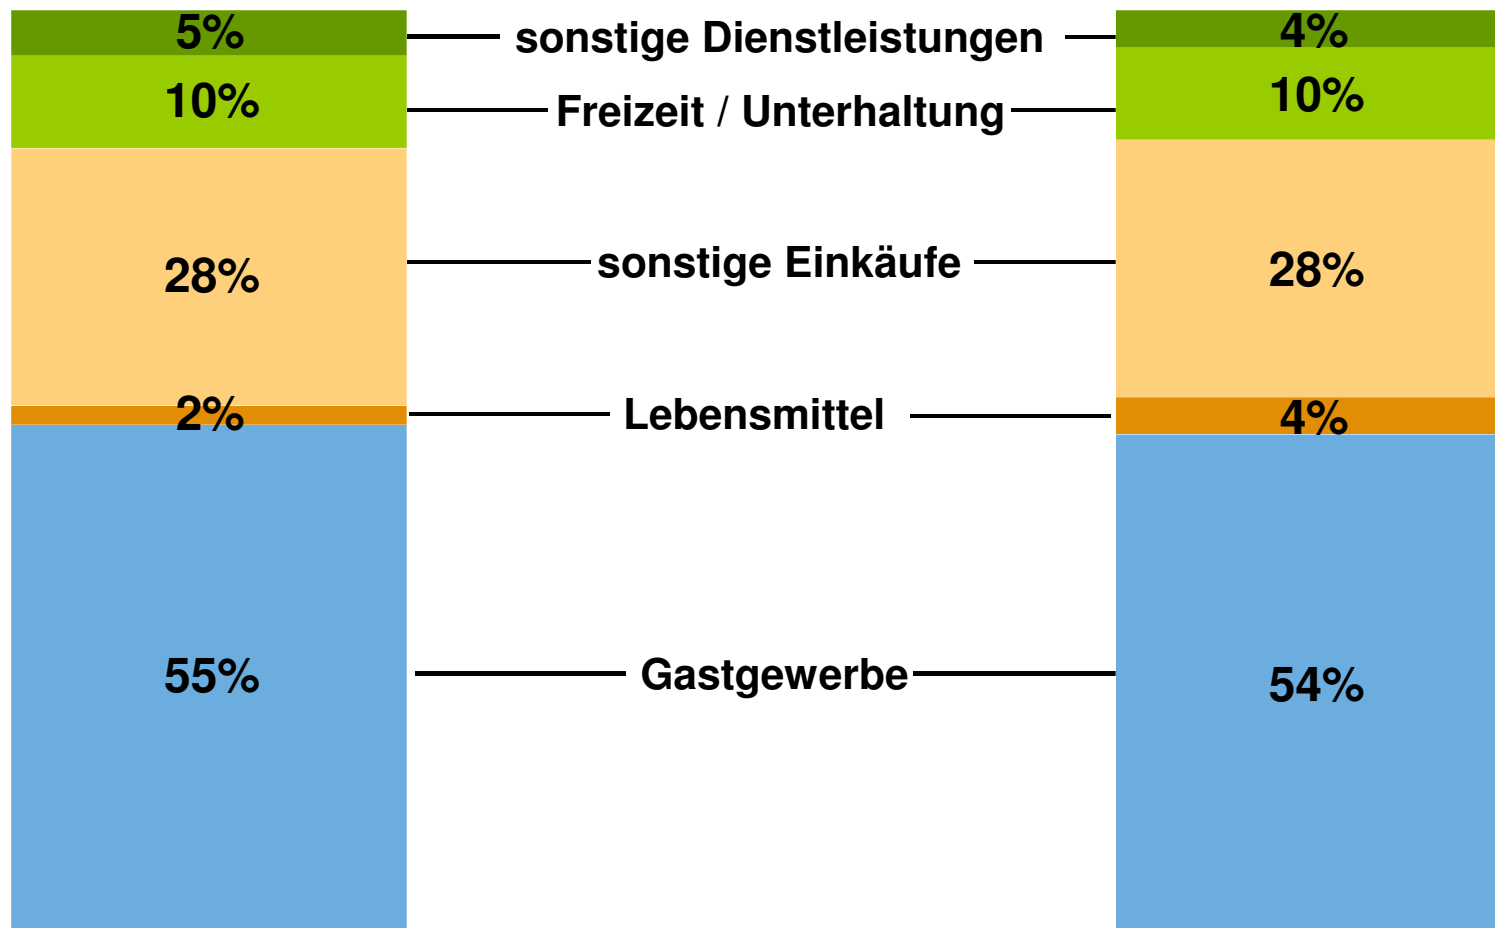 5% sonstige Dienstleistungen 4%
10% Freizeit / Unterhaltung 10%
28% sonstige Einkäufe 28%
2% Lebensmittel 4%
55% Gastgewerbe 54%